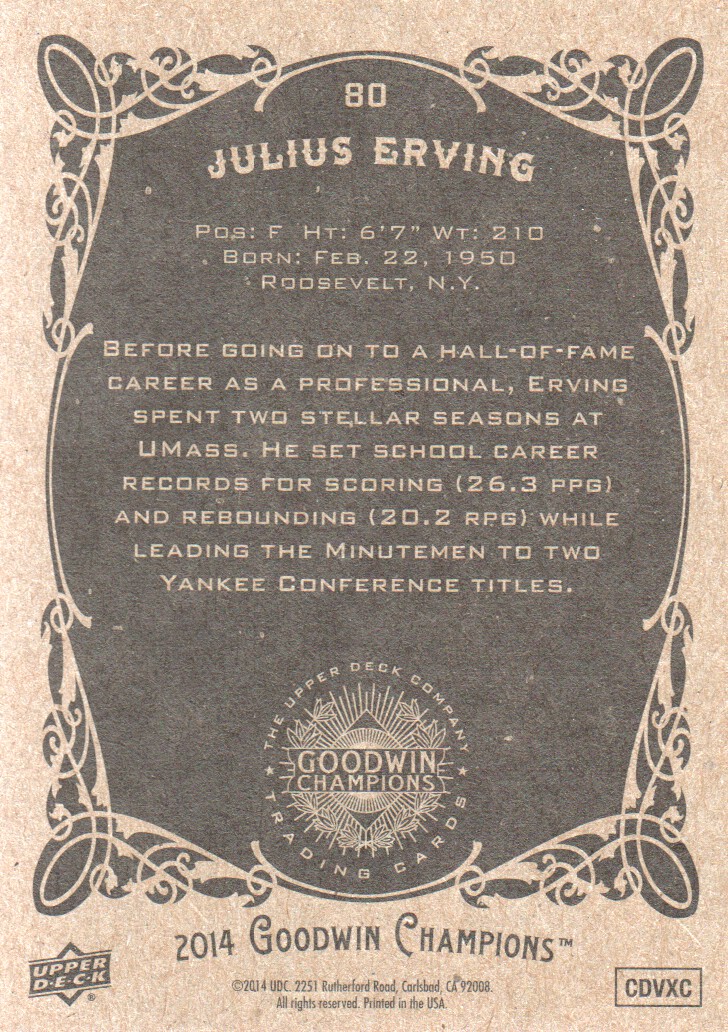 80
JULIUS ERVING
POS: F HT: 6'7" WT: 210
BORN: FEB. 22, 1950
ROOSEVELT, N.Y.
BEFORE GOING ON TO A HALL-OF-FAME
CAREER AS A PROFESSIONAL, ERVING
SPENT TWO STELLAR SEASONS AT
UMASS. HE SET SCHOOL CAREER
RECORDS FOR SCORING (26.3 PPG)
AND REBOUNDING (20.2 RPG) WHILE
LEADING THE MINUTEMEN TO TWO
YANKEE CONFERENCE TITLES.
THE UPPER DECK COMPANY
GOODWIN
CHAMPIONS
★ TRADING CARDS ★
2014 GOODWIN CHAMPIONS™
UPPER
D·E·C·K®
©2014 UDC. 2251 Rutherford Road, Carlsbad, CA 92008.
All rights reserved. Printed in the USA.
CDVXC